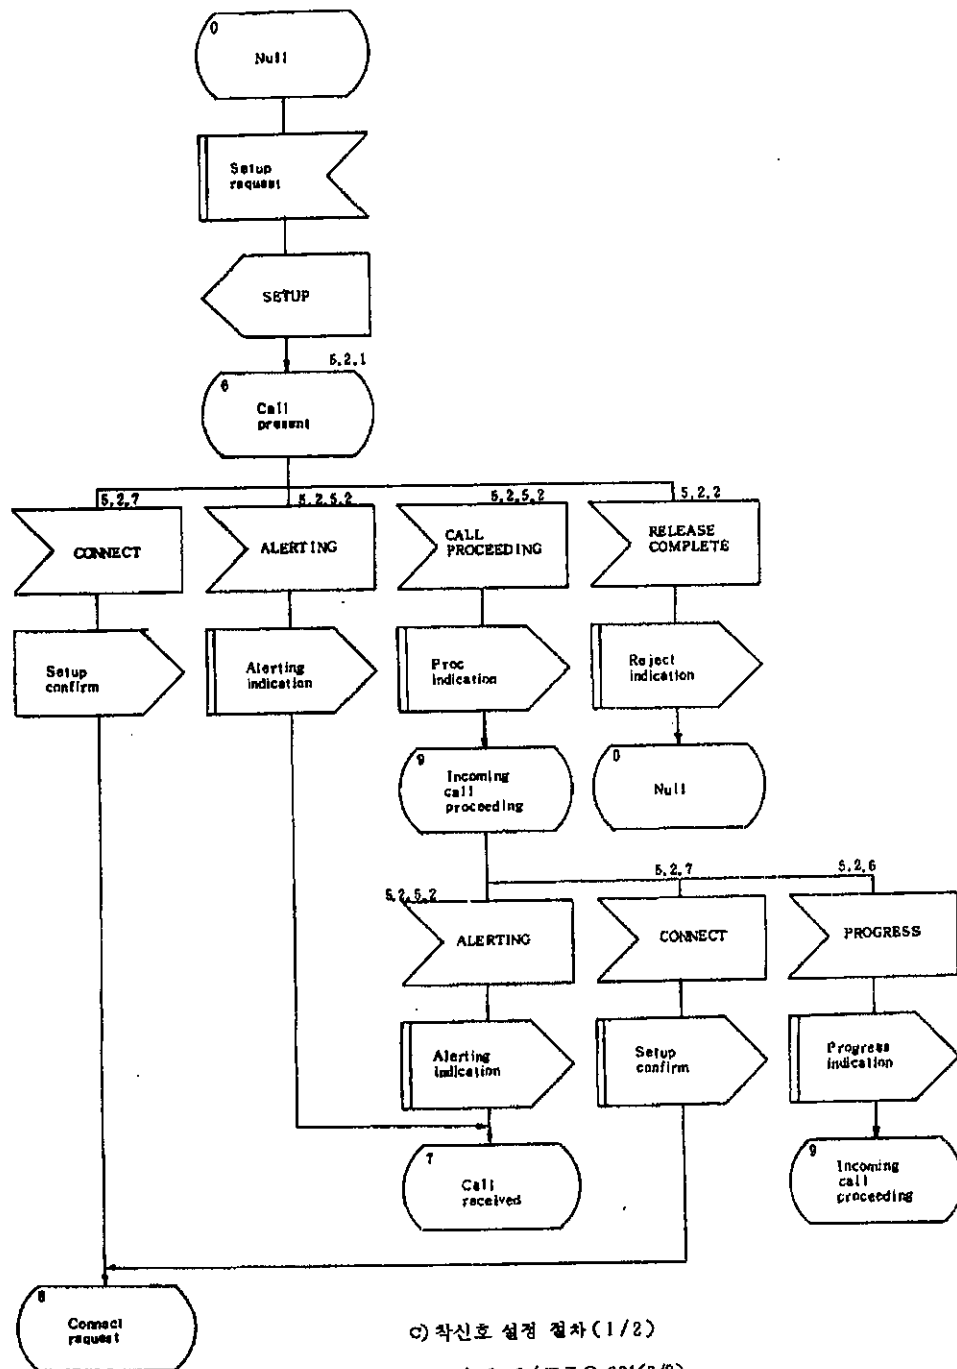 0
Null
Setup
request
SETUP
5.2.1
6
Call
present
5.2.7
CONNECT
5.2.5.2
ALERTING
5.2.5.2
CALL
PROCEEDING
5.2.2
RELEASE
COMPLETE
Setup
confirm
Alerting
indication
Proc
indication
Reject
indication
9
Incoming
call
proceeding
0
Null
5.2.5.2
ALERTING
5.2.7
CONNECT
5.2.6
PROGRESS
Alerting
indication
Setup
confirm
Progress
indication
7
Call
received
9
Incoming
call
proceeding
8
Connect
request
c) 착신호 설정 절차 (1/2)